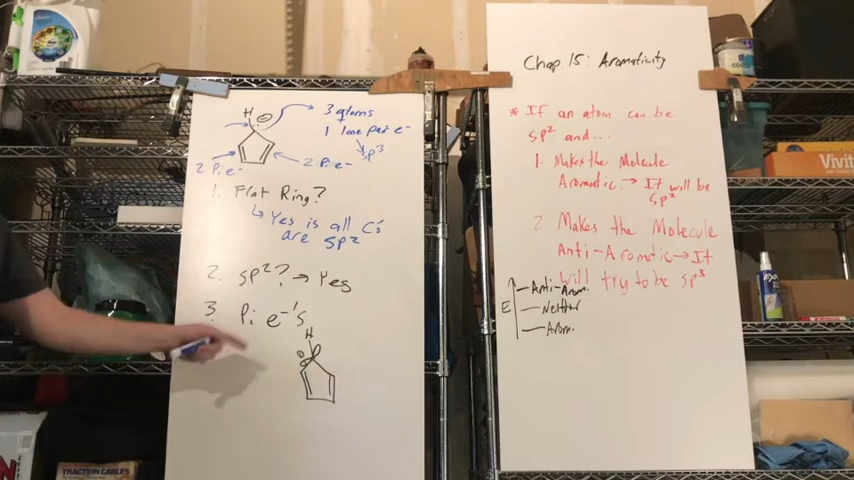 H
3 atoms
+
1 lone pair e-
sp3
2 Pi e-
2 Pi e-
1. Flat Ring?
Yes is all C's
are sp2
2. sp2? → Yes
3. Pi e-'s
H
Chap 15: Aromaticity
* If an atom can be
sp2 and...
1. Makes the Molecule
Aromatic. → It will be
sp2
2. Makes the Molecule
Anti-Aromatic → It
will try to be sp3
E
Anti-Arom.
Neither
Arom.
Vivitar
TRACTION CABLES